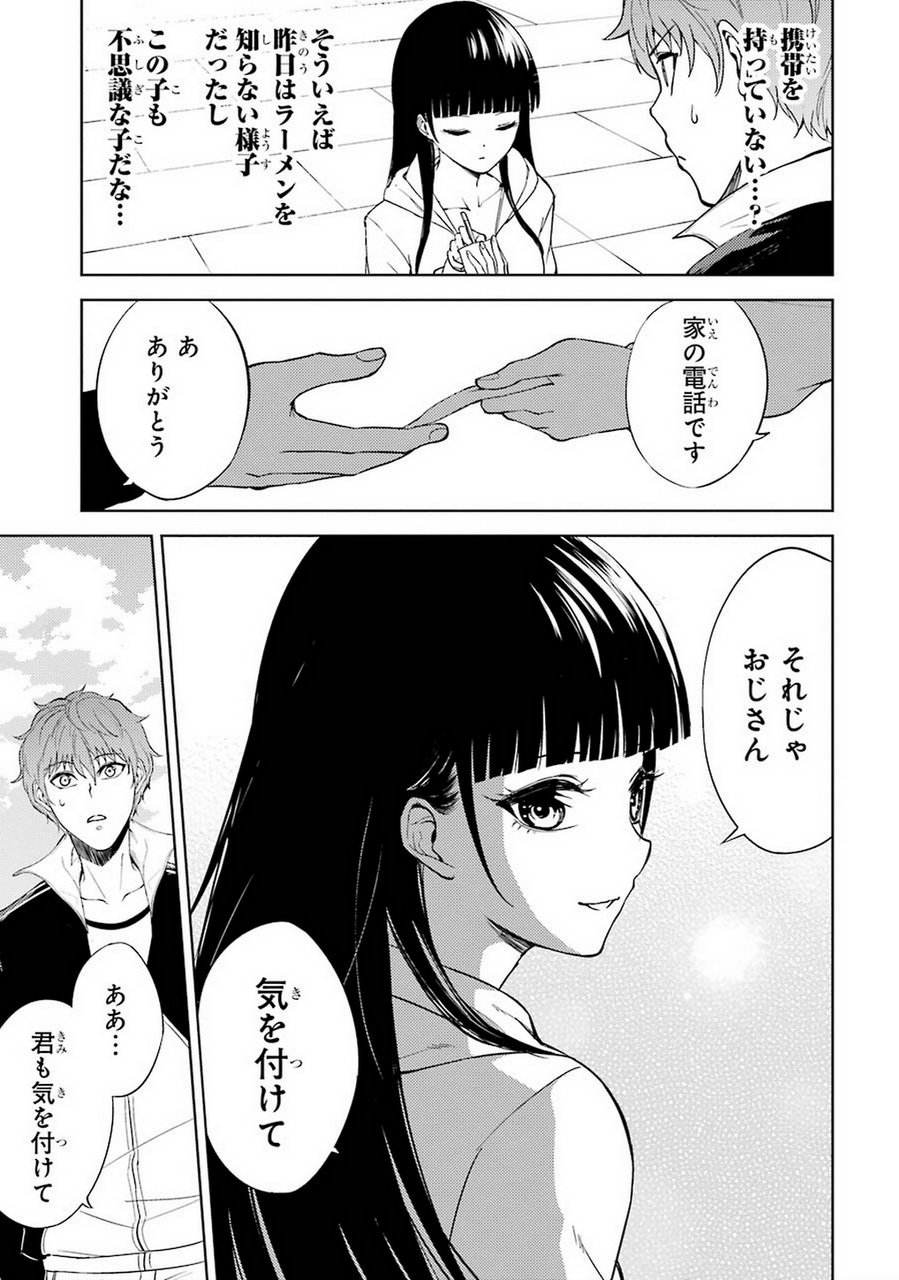 携帯を
持っていない…？
そういえば
昨日はラーメンを
知らない様子
だったし
この子も
不思議な子だな…
家の電話です
あ
ありがとう
それじゃ
おじさん
気を付けて
ああ…
君も気を付けて